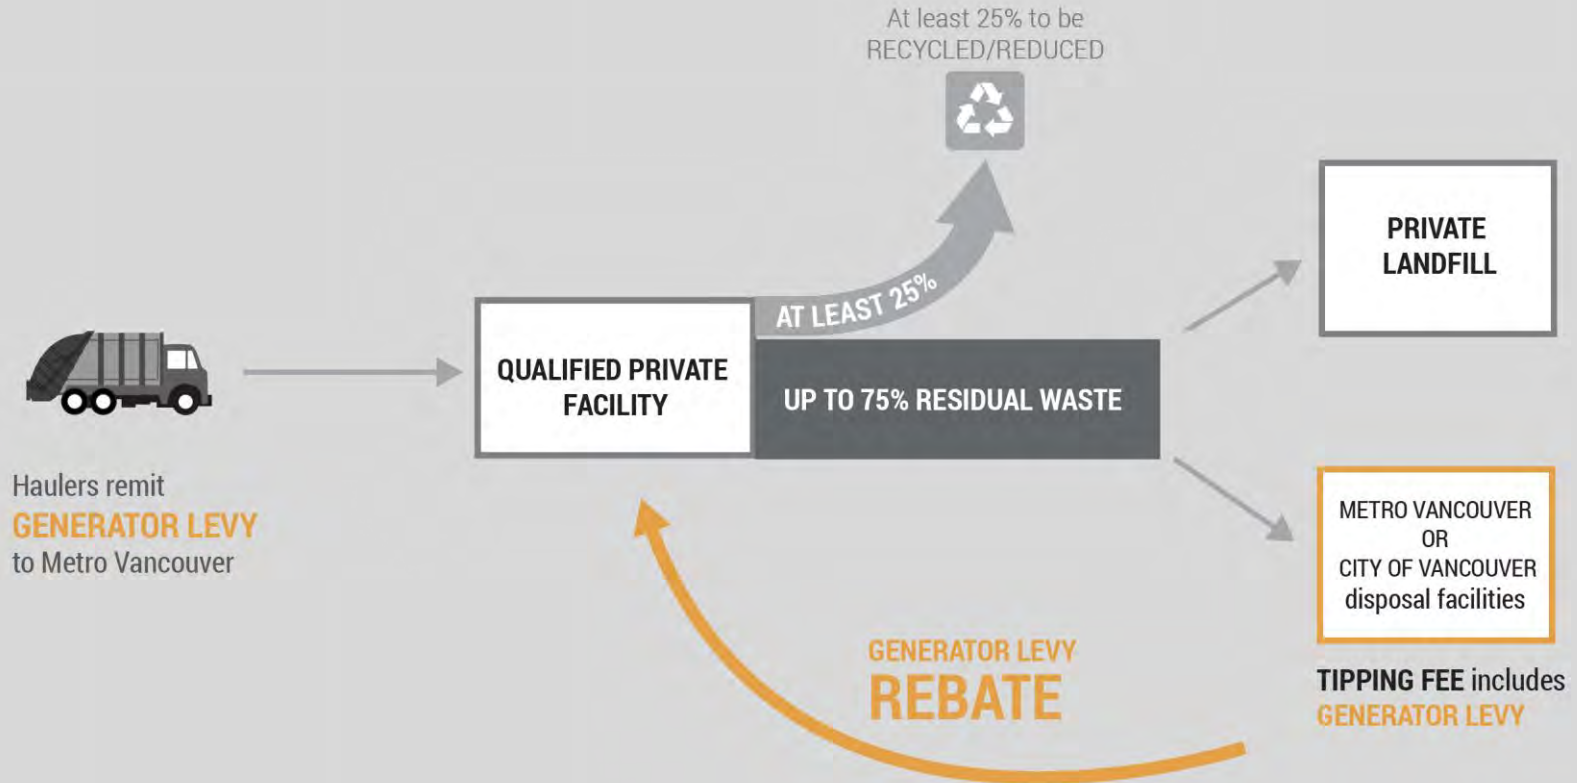 At least 25% to be
RECYCLED/REDUCED
AT LEAST 25%
QUALIFIED PRIVATE
FACILITY
UP TO 75% RESIDUAL WASTE
PRIVATE
LANDFILL
Haulers remit
GENERATOR LEVY
to Metro Vancouver
METRO VANCOUVER
OR
CITY OF VANCOUVER
disposal facilities
GENERATOR LEVY
REBATE
TIPPING FEE includes
GENERATOR LEVY